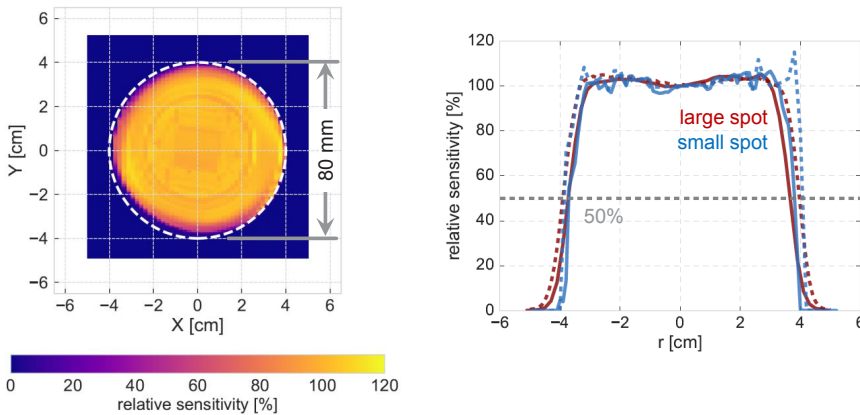 6
4
2
0
−2
−4
−6
Y [cm]
80 mm
−6 −4 −2 0 2 4 6
X [cm]
0 20 40 60 80 100 120
relative sensitivity [%]
120
100
80
60
40
20
0
relative sensitivity [%]
large spot
small spot
50%
−6 −4 −2 0 2 4 6
r [cm]